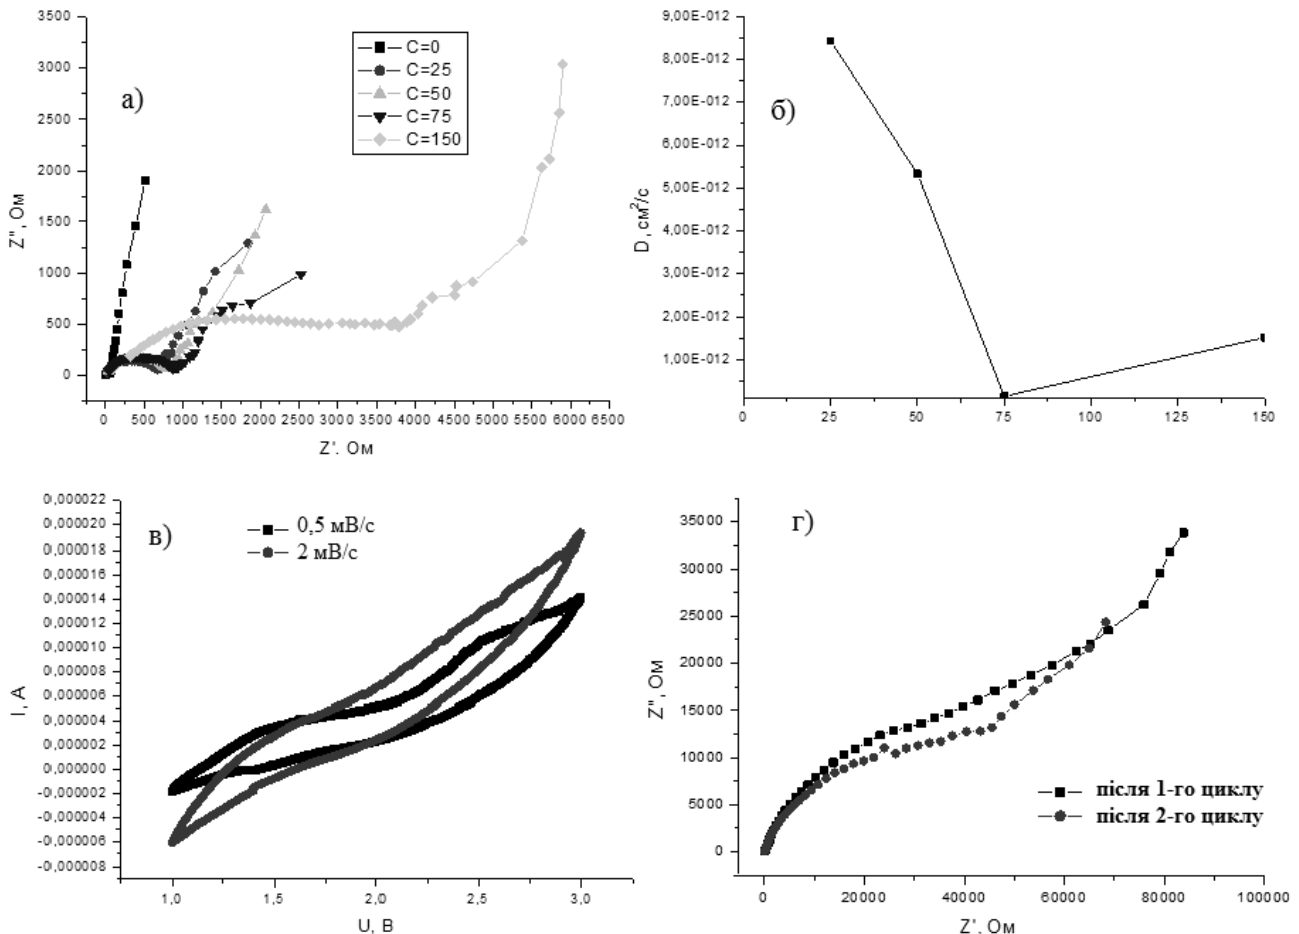 3500
3000
2500
2000
1500
1000
500
0
Z", Ом
а)
C=0
C=25
C=50
C=75
C=150
0 500 1000 1500 2000 2500 3000 3500 4000 4500 5000 5500 6000 6500
Z'. Ом
9,00E-012
8,00E-012
7,00E-012
6,00E-012
5,00E-012
4,00E-012
3,00E-012
2,00E-012
1,00E-012
D, см²/с
б)
0 25 50 75 100 125 150
0,000022
0,000020
0,000018
0,000016
0,000014
0,000012
0,000010
0,000008
0,000006
0,000004
0,000002
0,000000
-0,000002
-0,000004
-0,000006
-0,000008
I, A
в)
0,5 мВ/с
2 мВ/с
1,0 1,5 2,0 2,5 3,0
U, B
35000
30000
25000
20000
15000
10000
5000
0
Z", Ом
г)
після 1-го циклу
після 2-го циклу
0 20000 40000 60000 80000 100000
Z'. Ом